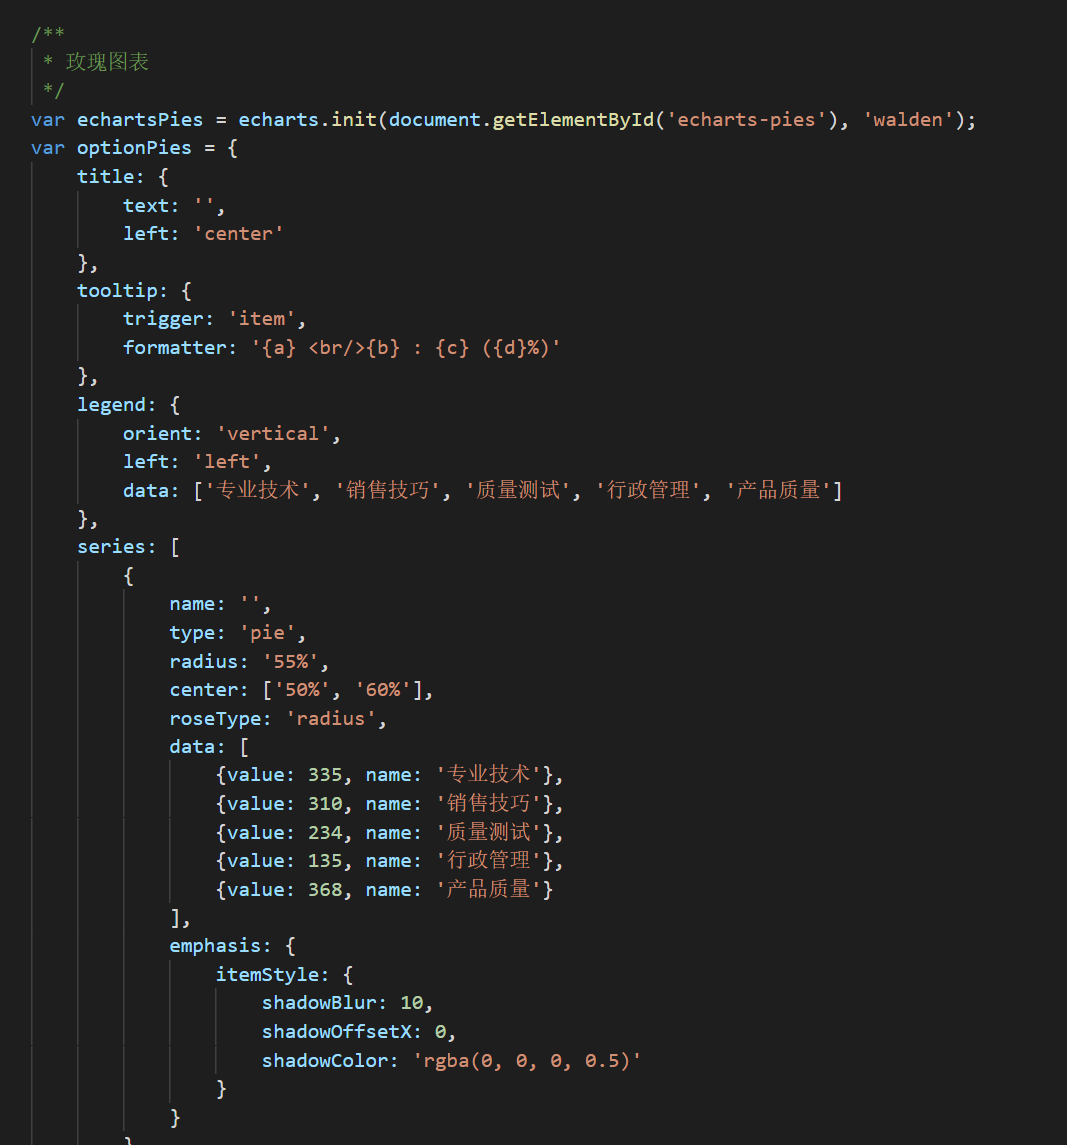 /**
 * 玫瑰图表
 */
var echartsPies = echarts.init(document.getElementById('echarts-pies'), 'walden');
var optionPies = {
    title: {
        text: '',
        left: 'center'
    },
    tooltip: {
        trigger: 'item',
        formatter: '{a} <br/>{b} : {c} ({d}%)'
    },
    legend: {
        orient: 'vertical',
        left: 'left',
        data: ['专业技术', '销售技巧', '质量测试', '行政管理', '产品质量']
    },
    series: [
        {
            name: '',
            type: 'pie',
            radius: '55%',
            center: ['50%', '60%'],
            roseType: 'radius',
            data: [
                {value: 335, name: '专业技术'},
                {value: 310, name: '销售技巧'},
                {value: 234, name: '质量测试'},
                {value: 135, name: '行政管理'},
                {value: 368, name: '产品质量'}
            ],
            emphasis: {
                itemStyle: {
                    shadowBlur: 10,
                    shadowOffsetX: 0,
                    shadowColor: 'rgba(0, 0, 0, 0.5)'
                }
            }
        }